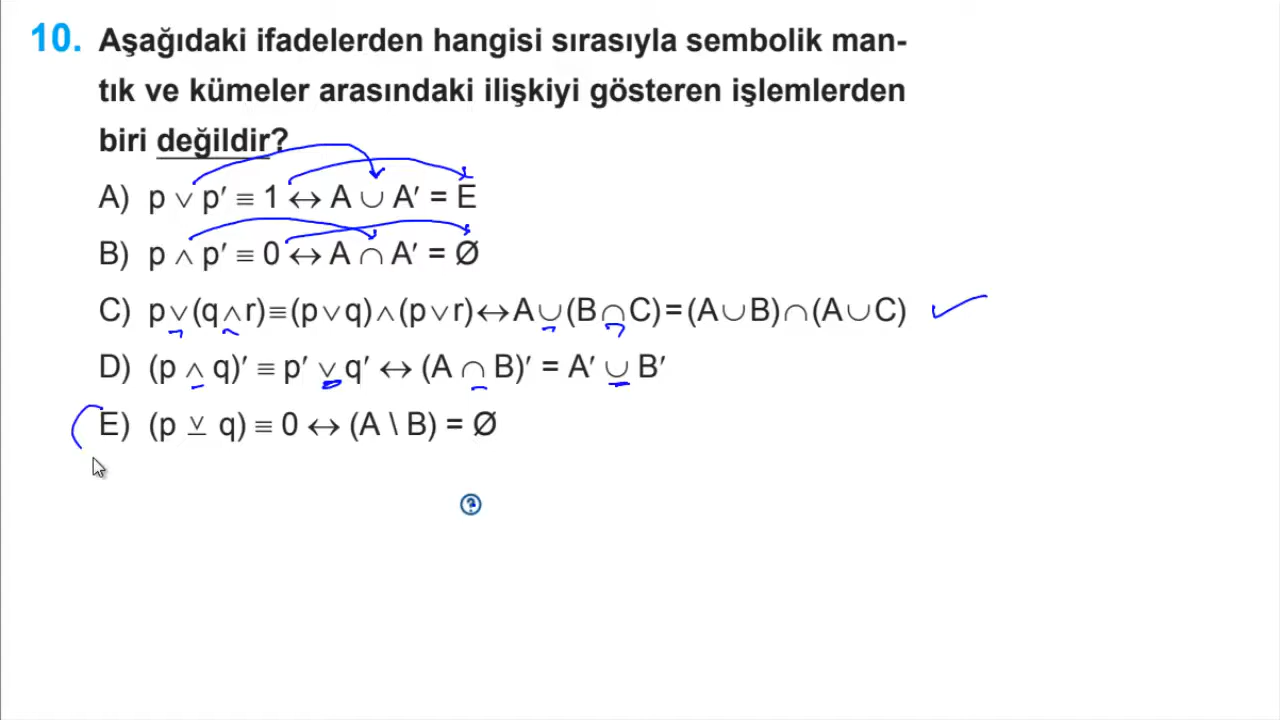 10. Aşağıdaki ifadelerden hangisi sırasıyla sembolik man-
tık ve kümeler arasındaki ilişkiyi gösteren işlemlerden
biri değildir?
A) p ∨ p′ ≡ 1 ↔ A ∪ A′ = E
B) p ∧ p′ ≡ 0 ↔ A ∩ A′ = Ø
C) p∨(q∧r)≡(p∨q)∧(p∨r)↔A∪(B∩C)=(A∪B)∩(A∪C)
D) (p ∧ q)′ ≡ p′ ∨ q′ ↔ (A ∩ B)′ = A′ ∪ B′
E) (p ⊻ q) ≡ 0 ↔ (A \ B) = Ø
?